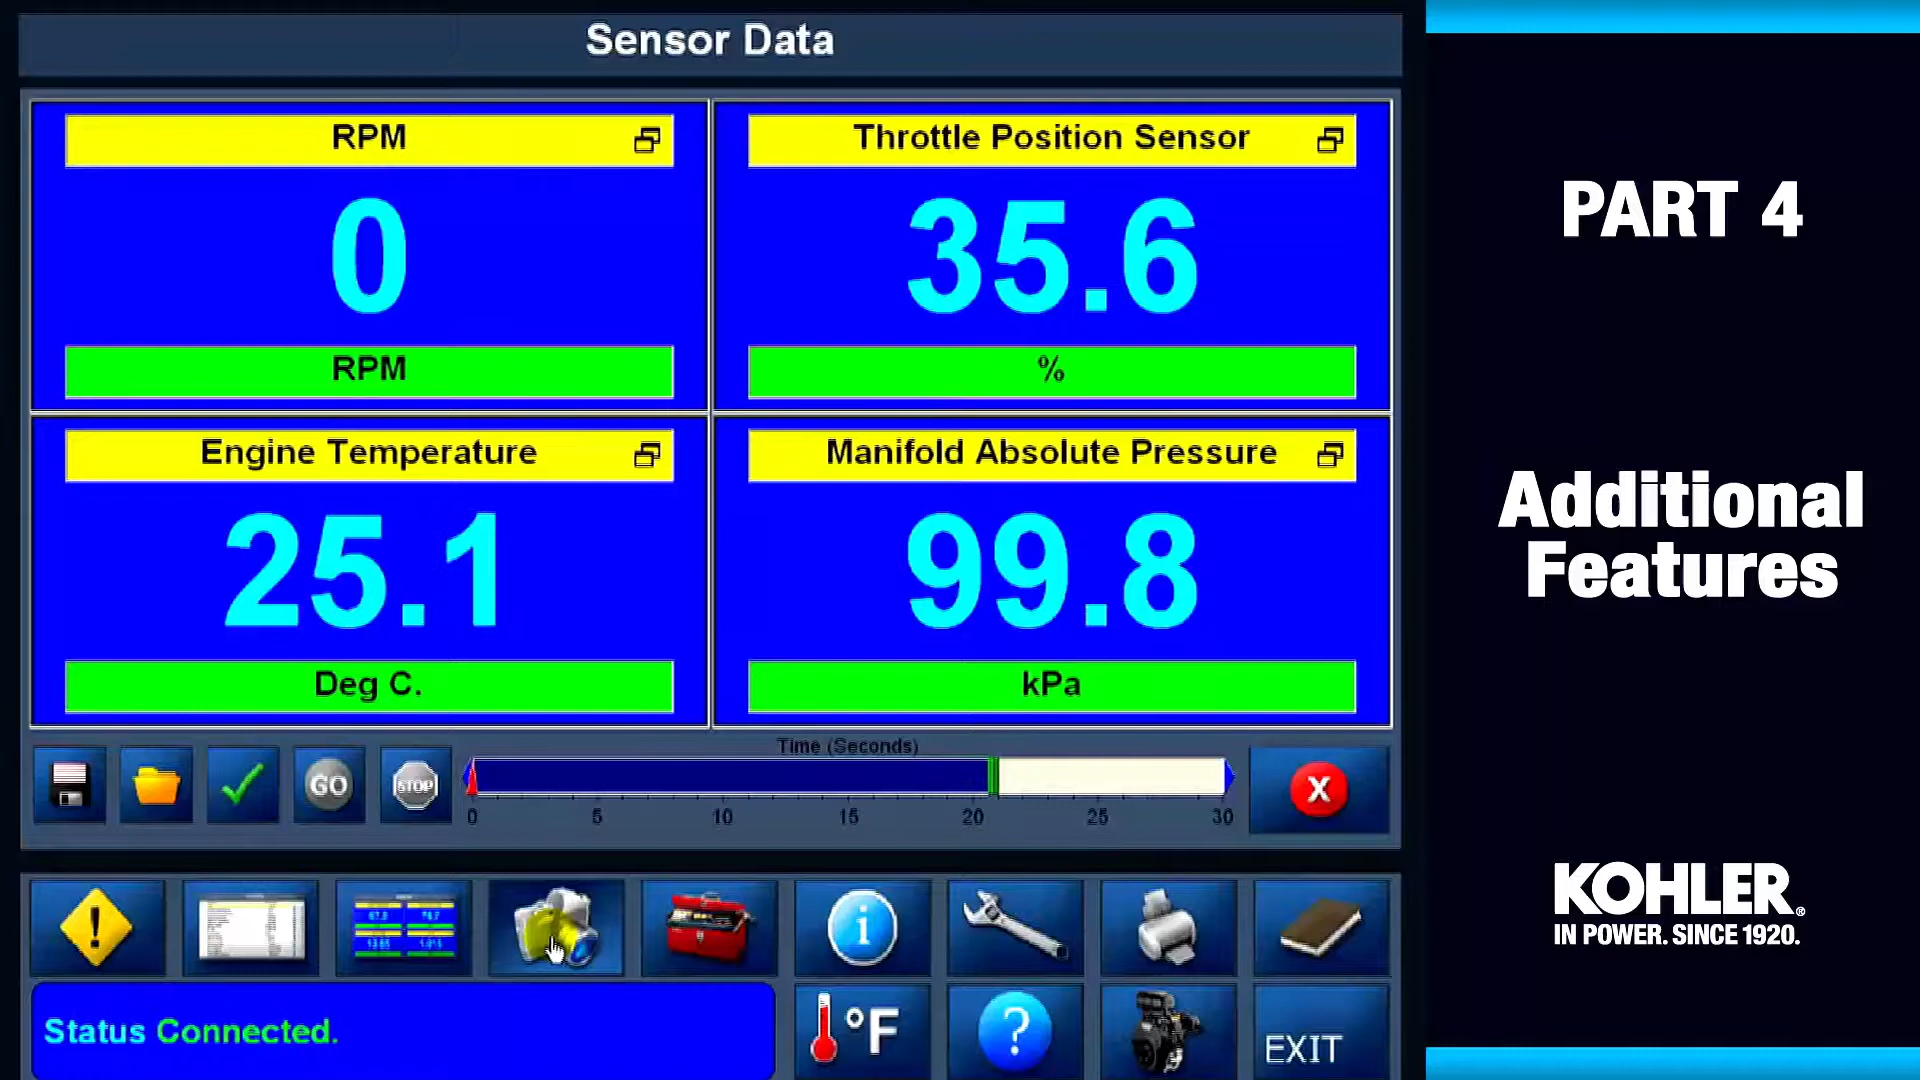 Sensor Data
RPM
0
RPM
Throttle Position Sensor
35.6
%
Engine Temperature
25.1
Deg C.
Manifold Absolute Pressure
99.8
kPa
GO
STOP
Time (Seconds)
0 5 10 15 20 25 30
X
!
i
Status Connected.
°F
?
EXIT
PART 4
Additional
Features
KOHLER®
IN POWER. SINCE 1920.